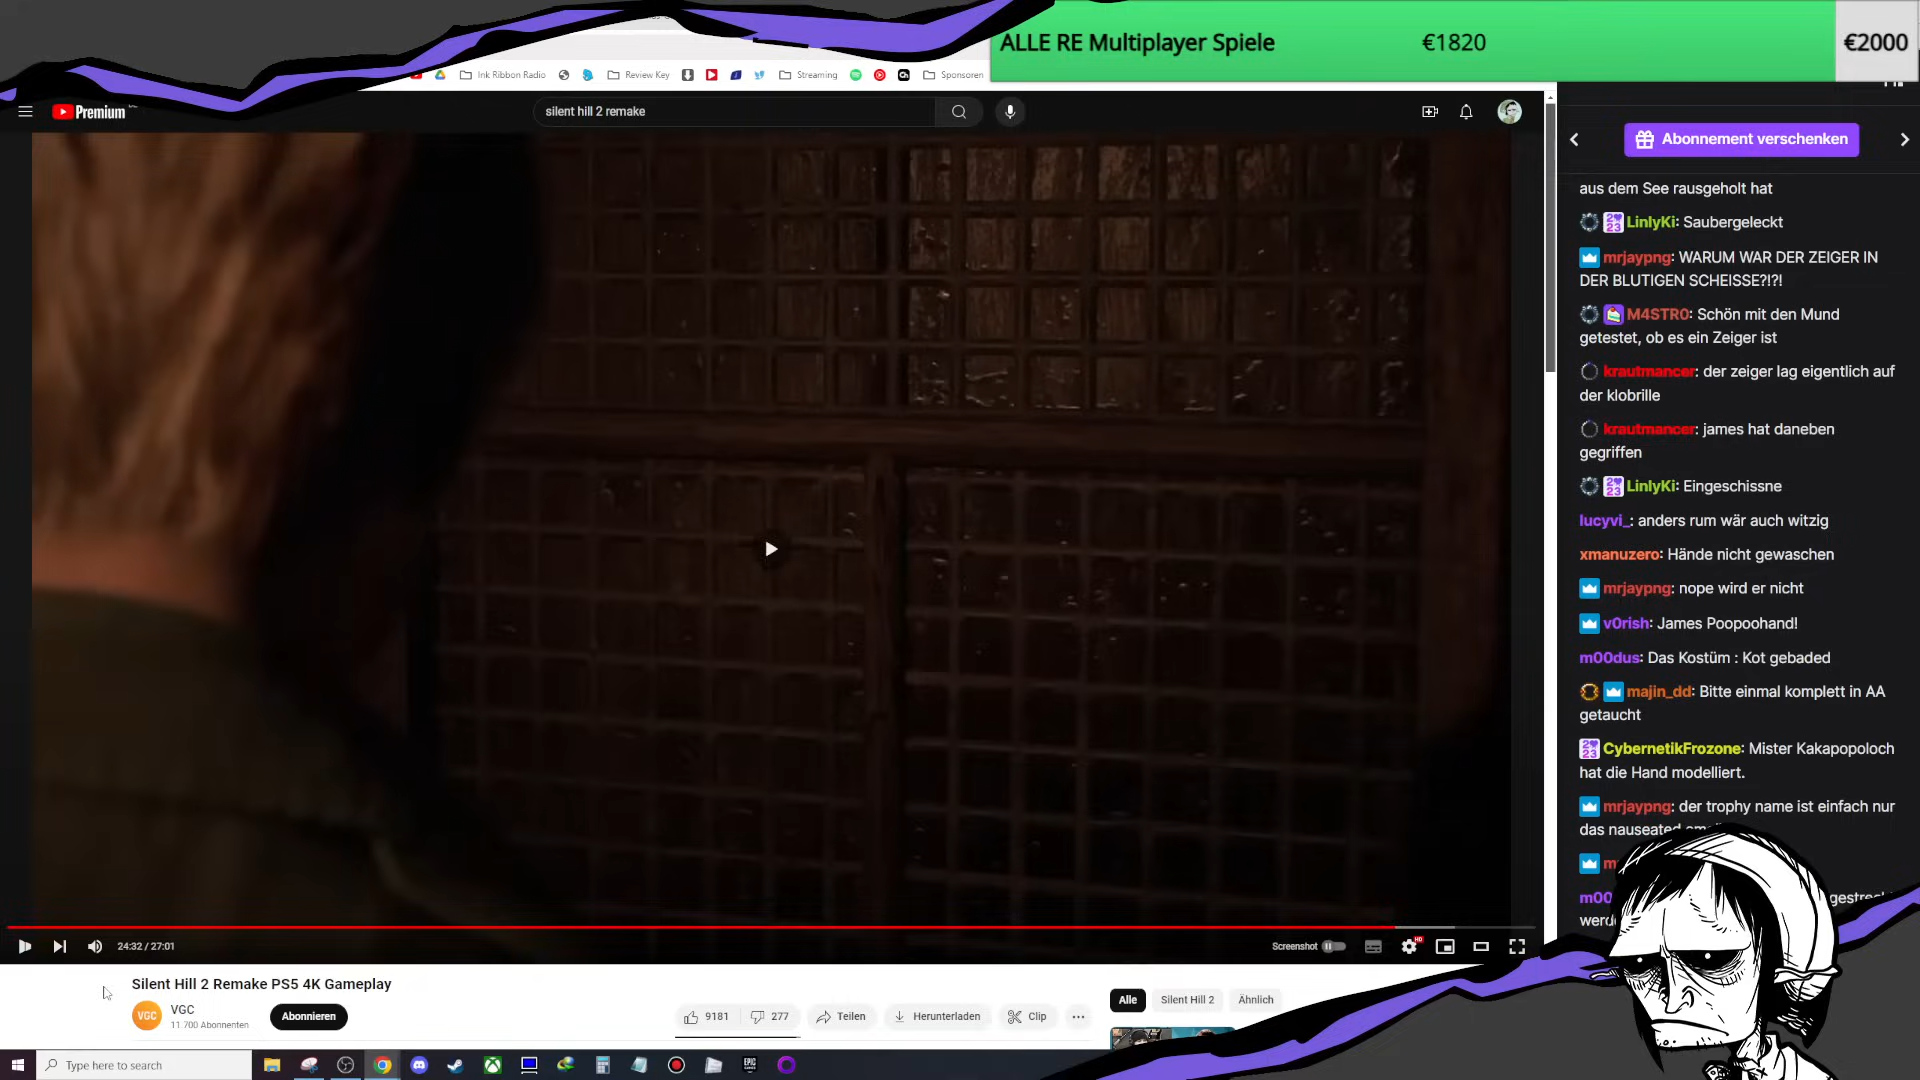 ALLE RE Multiplayer Spiele €1820 €2000
Ink Ribbon Radio Review Key Streaming Sponsoren
Premium
silent hill 2 remake
Abonnement verschenken
aus dem See rausgeholt hat
LinlyKi: Saubergeleckt
mrjaypng: WARUM WAR DER ZEIGER IN
DER BLUTIGEN SCHEISSE?!?!
M4STR0: Schön mit den Mund
getestet, ob es ein Zeiger ist
krautmancer: der zeiger lag eigentlich auf
der klobrille
krautmancer: james hat daneben
gegriffen
LinlyKi: Eingeschissne
lucyvi_: anders rum wär auch witzig
xmanuzero: Hände nicht gewaschen
mrjaypng: nope wird er nicht
v0rish: James Poopoohand!
m00dus: Das Kostüm : Kot gebaded
majin_dd: Bitte einmal komplett in AA
getaucht
CybernetikFrozone: Mister Kakapopoloch
hat die Hand modelliert.
mrjaypng: der trophy name ist einfach nur
das nauseated
24:32 / 27:01
Screenshot
HD
Silent Hill 2 Remake PS5 4K Gameplay
VGC
VGC
11.700 Abonnenten
Abonnieren
9181
277
Teilen
Herunterladen
Clip
Alle
Silent Hill 2
Ähnlich
Type here to search
EPIC